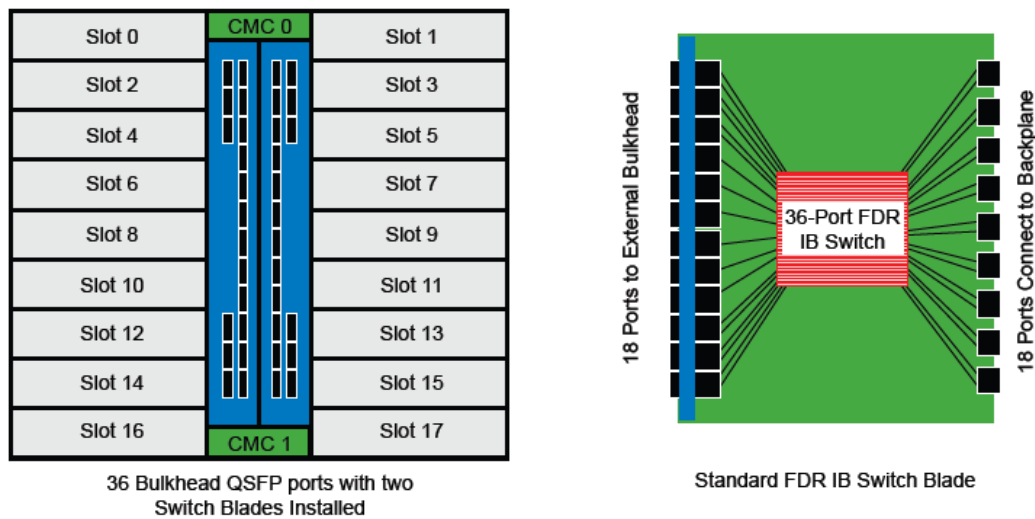 CMC 0
Slot 0
Slot 1
Slot 2
Slot 3
Slot 4
Slot 5
Slot 6
Slot 7
Slot 8
Slot 9
Slot 10
Slot 11
Slot 12
Slot 13
Slot 14
Slot 15
Slot 16
Slot 17
CMC 1
36 Bulkhead QSFP ports with two
Switch Blades Installed
18 Ports to External Bulkhead
36-Port FDR
IB Switch
18 Ports Connect to Backplane
Standard FDR IB Switch Blade